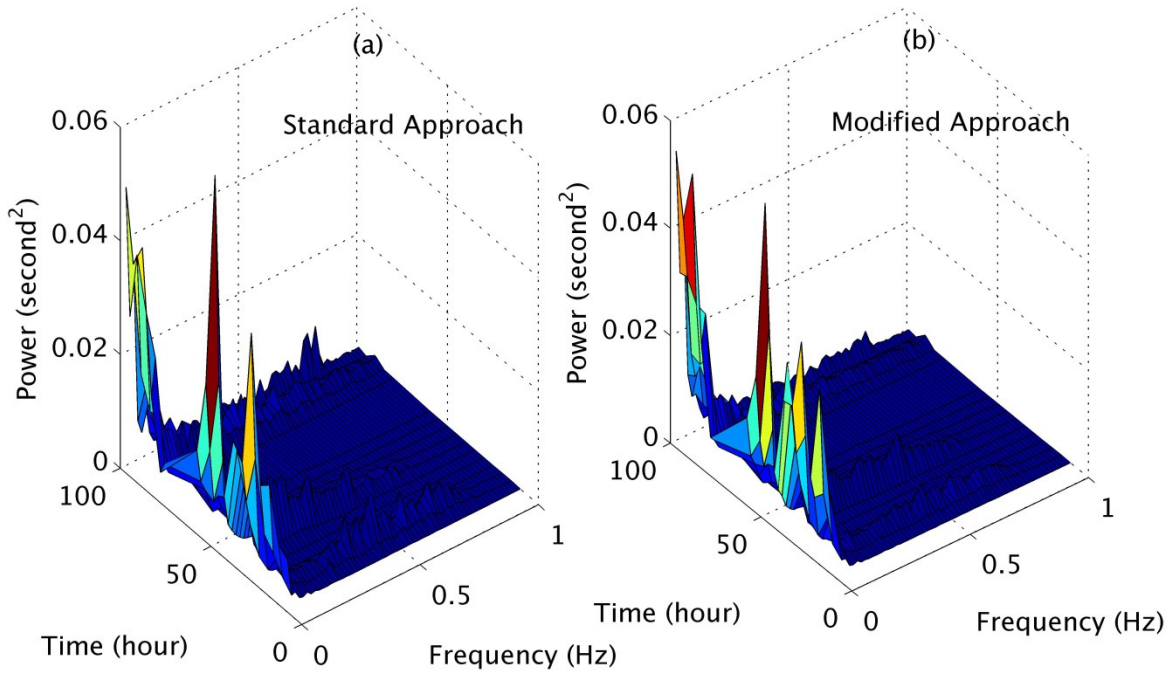 (a)
Standard Approach
Power (second²)
0.06
0.04
0.02
0
100
50
0
Time (hour)
0
0.5
1
Frequency (Hz)
(b)
Modified Approach
Power (second²)
0.06
0.04
0.02
0
100
50
0
Time (hour)
0
0.5
1
Frequency (Hz)